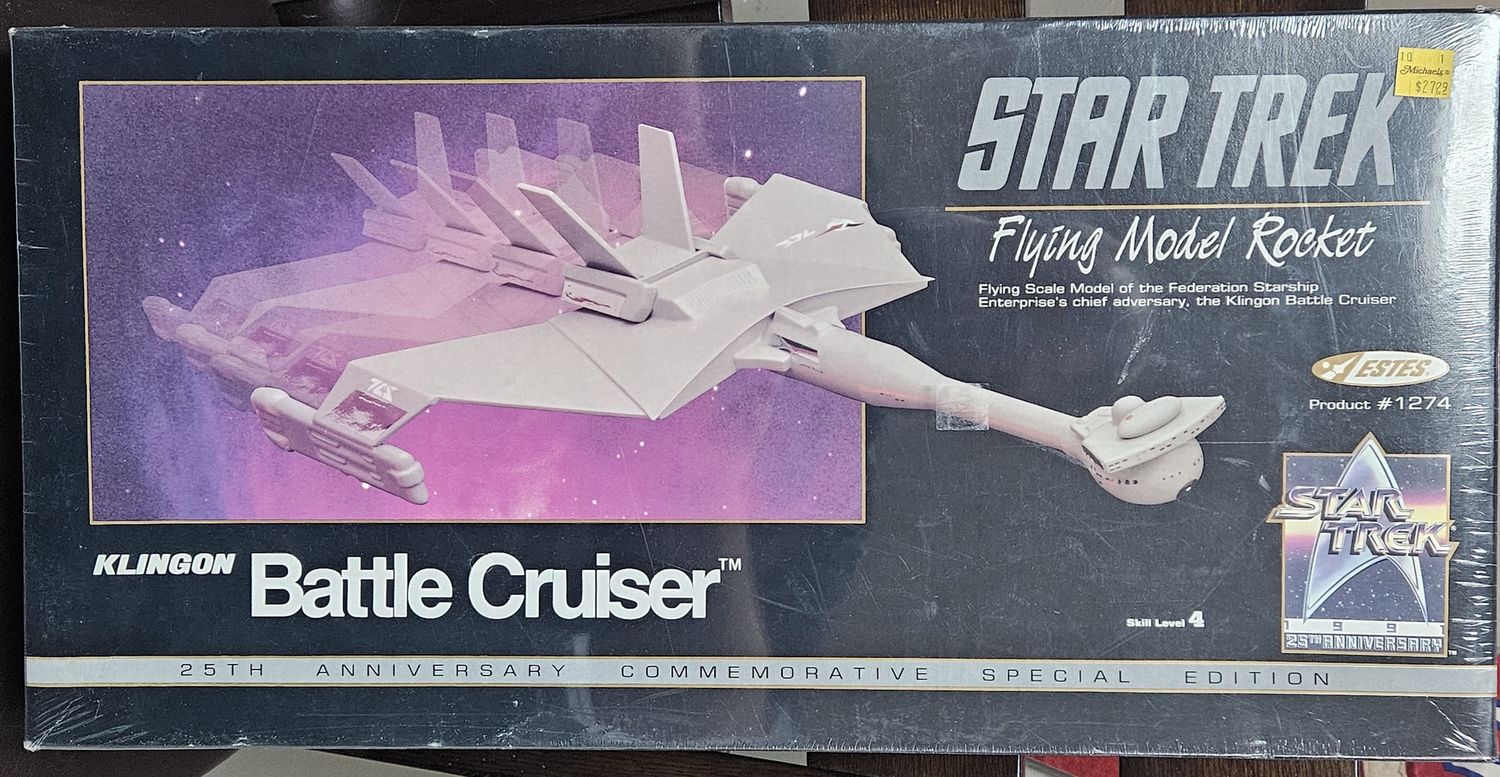 10 1
Michaels
$27.29
STAR TREK
Flying Model Rocket
Flying Scale Model of the Federation Starship
Enterprise's chief adversary, the Klingon Battle Cruiser
ESTES
Product #1274
STAR
TREK
1 9 9 1
25TH ANNIVERSARY
KLINGON Battle Cruiser™
Skill Level 4
25TH ANNIVERSARY COMMEMORATIVE SPECIAL EDITION